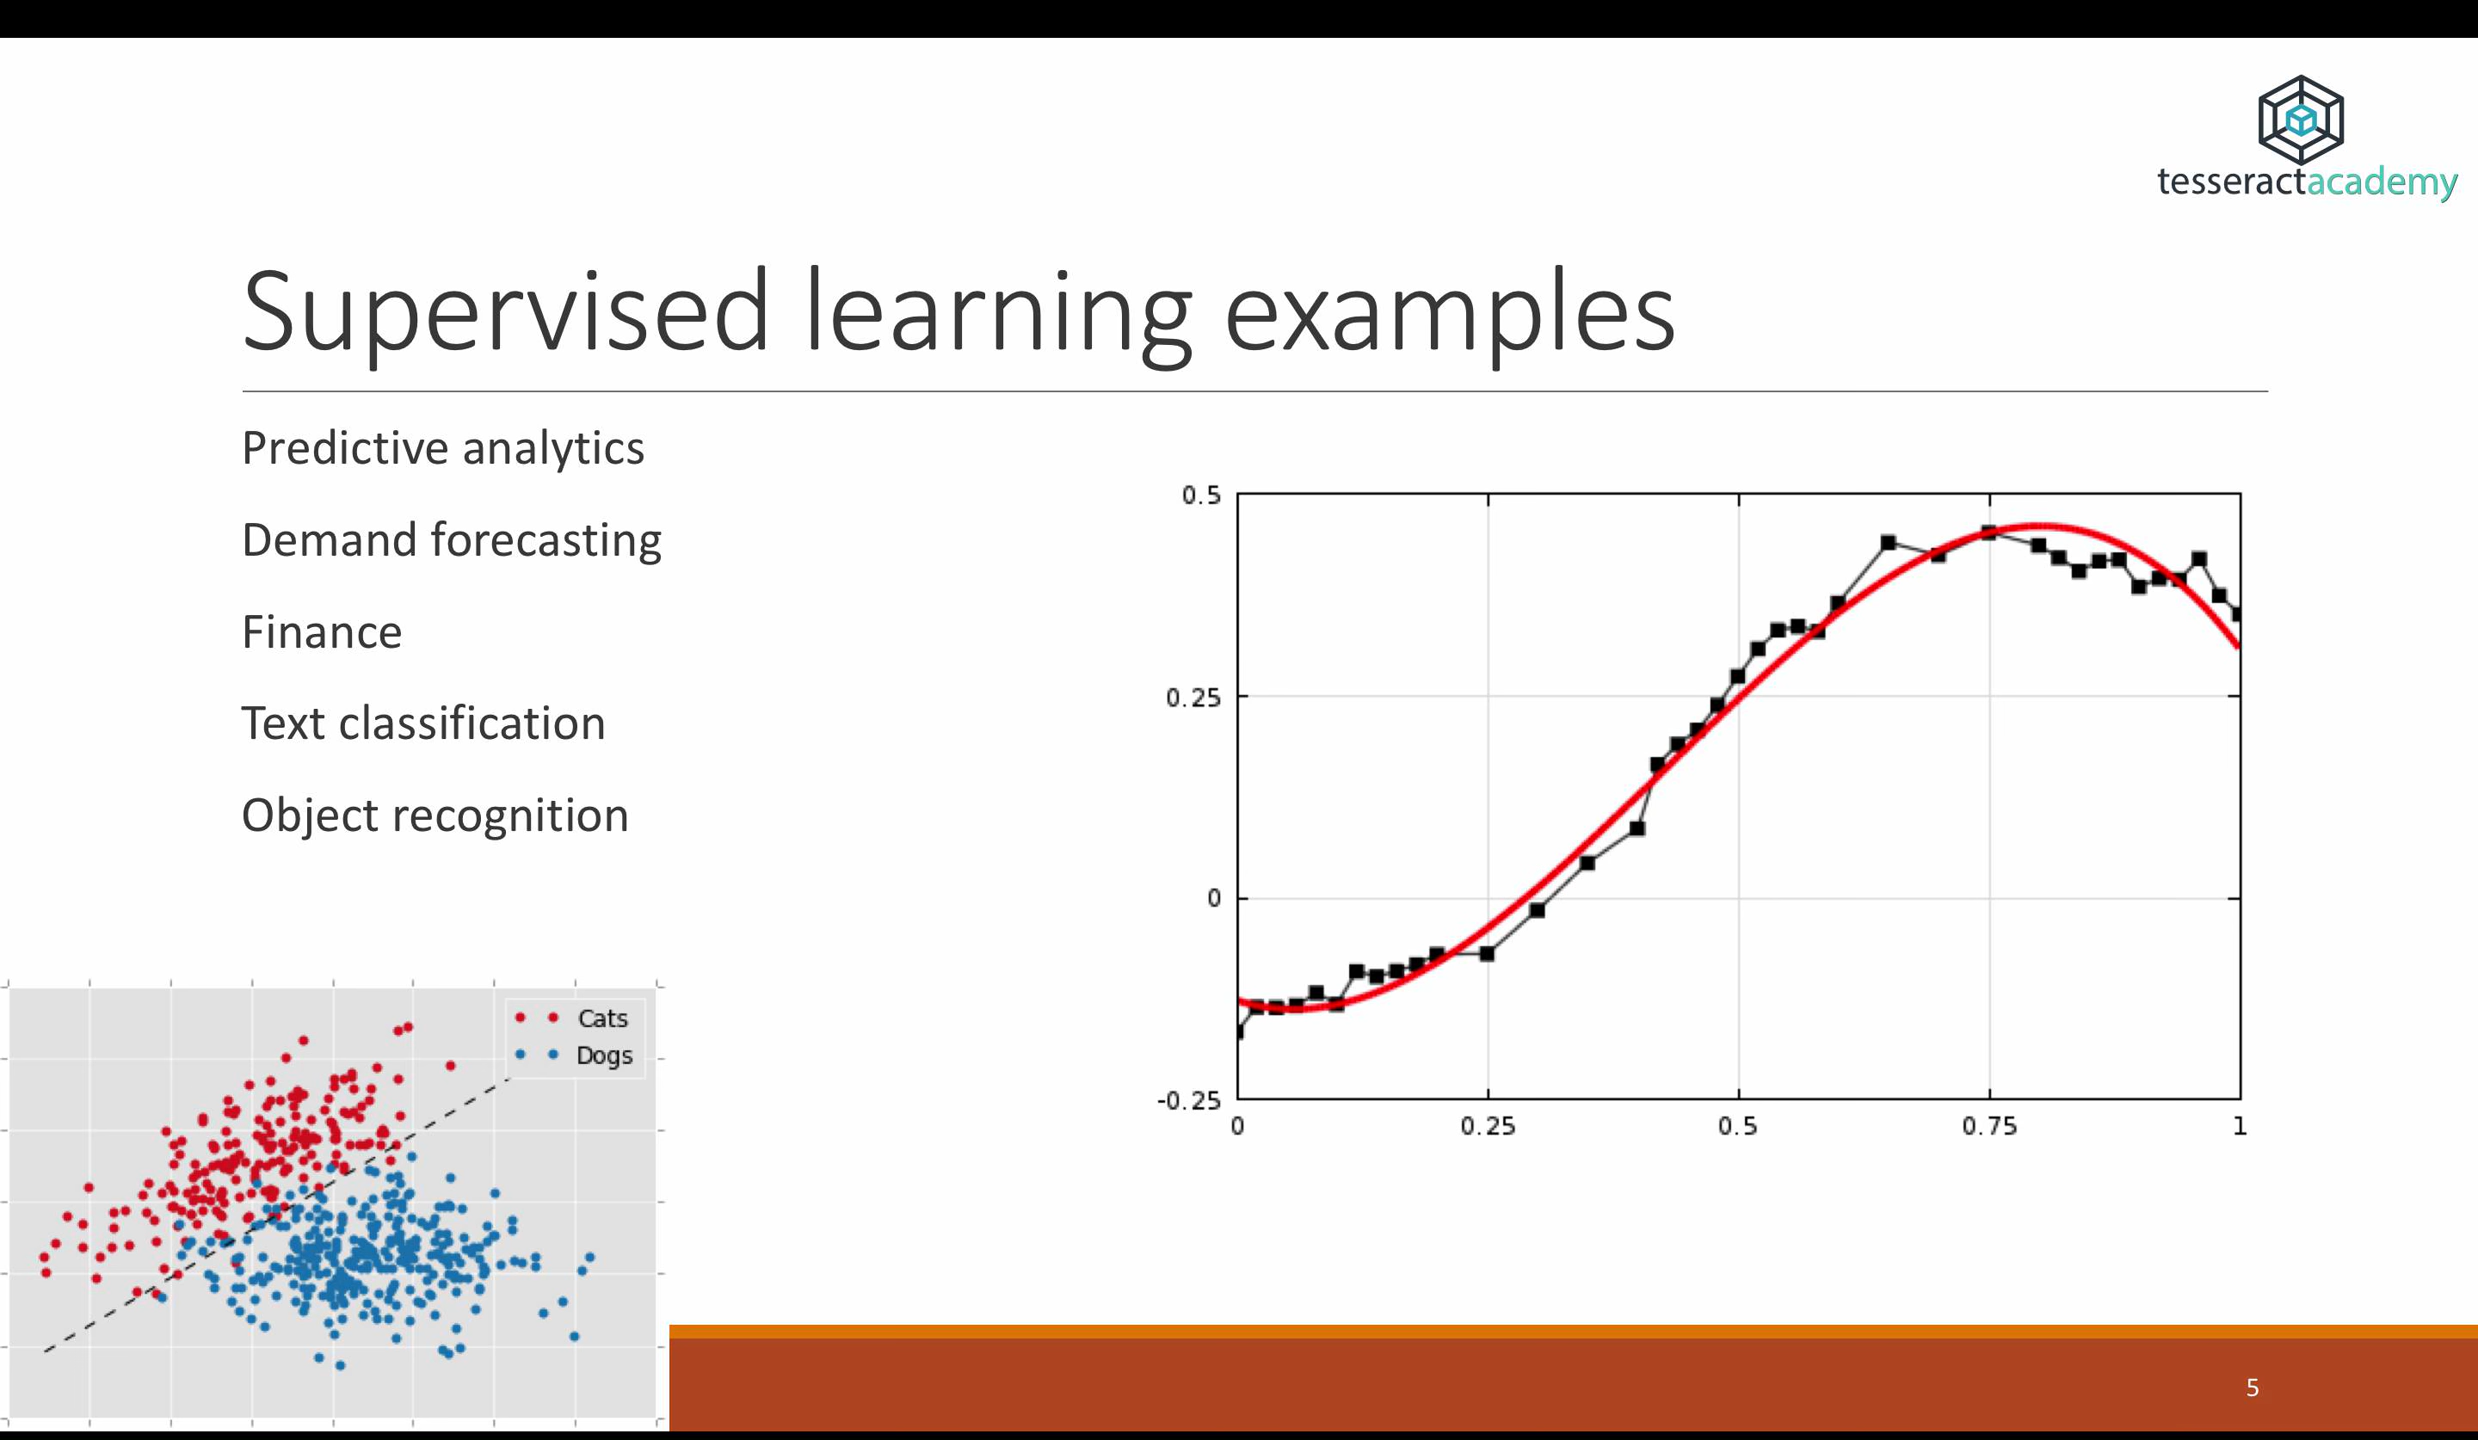 tesseractacademy
Supervised learning examples
Predictive analytics
Demand forecasting
Finance
Text classification
Object recognition
0.5
0.25
0
-0.25
0 0.25 0.5 0.75 1
Cats
Dogs
5